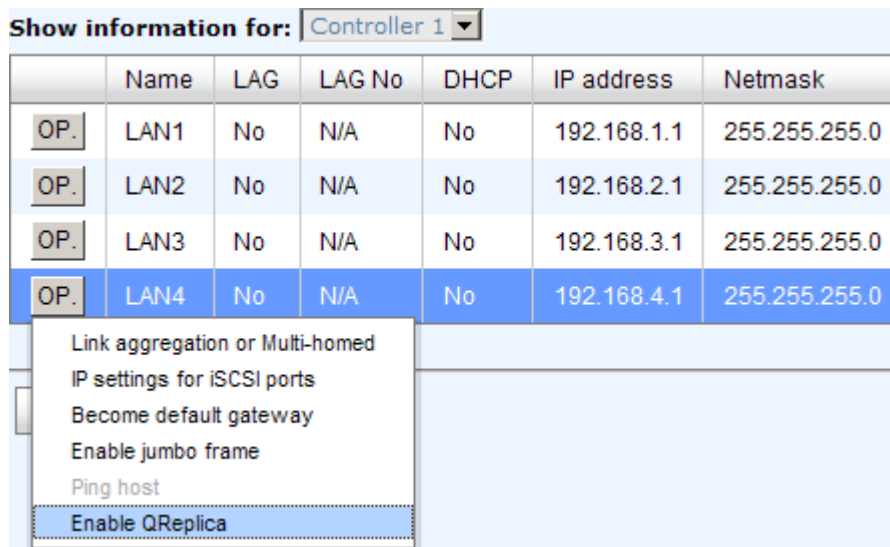 Show information for: Controller 1
Name LAG LAG No DHCP IP address Netmask
OP. LAN1 No N/A No 192.168.1.1 255.255.255.0
OP. LAN2 No N/A No 192.168.2.1 255.255.255.0
OP. LAN3 No N/A No 192.168.3.1 255.255.255.0
OP. LAN4 No N/A No 192.168.4.1 255.255.255.0
Link aggregation or Multi-homed
IP settings for iSCSI ports
Become default gateway
Enable jumbo frame
Ping host
Enable QReplica